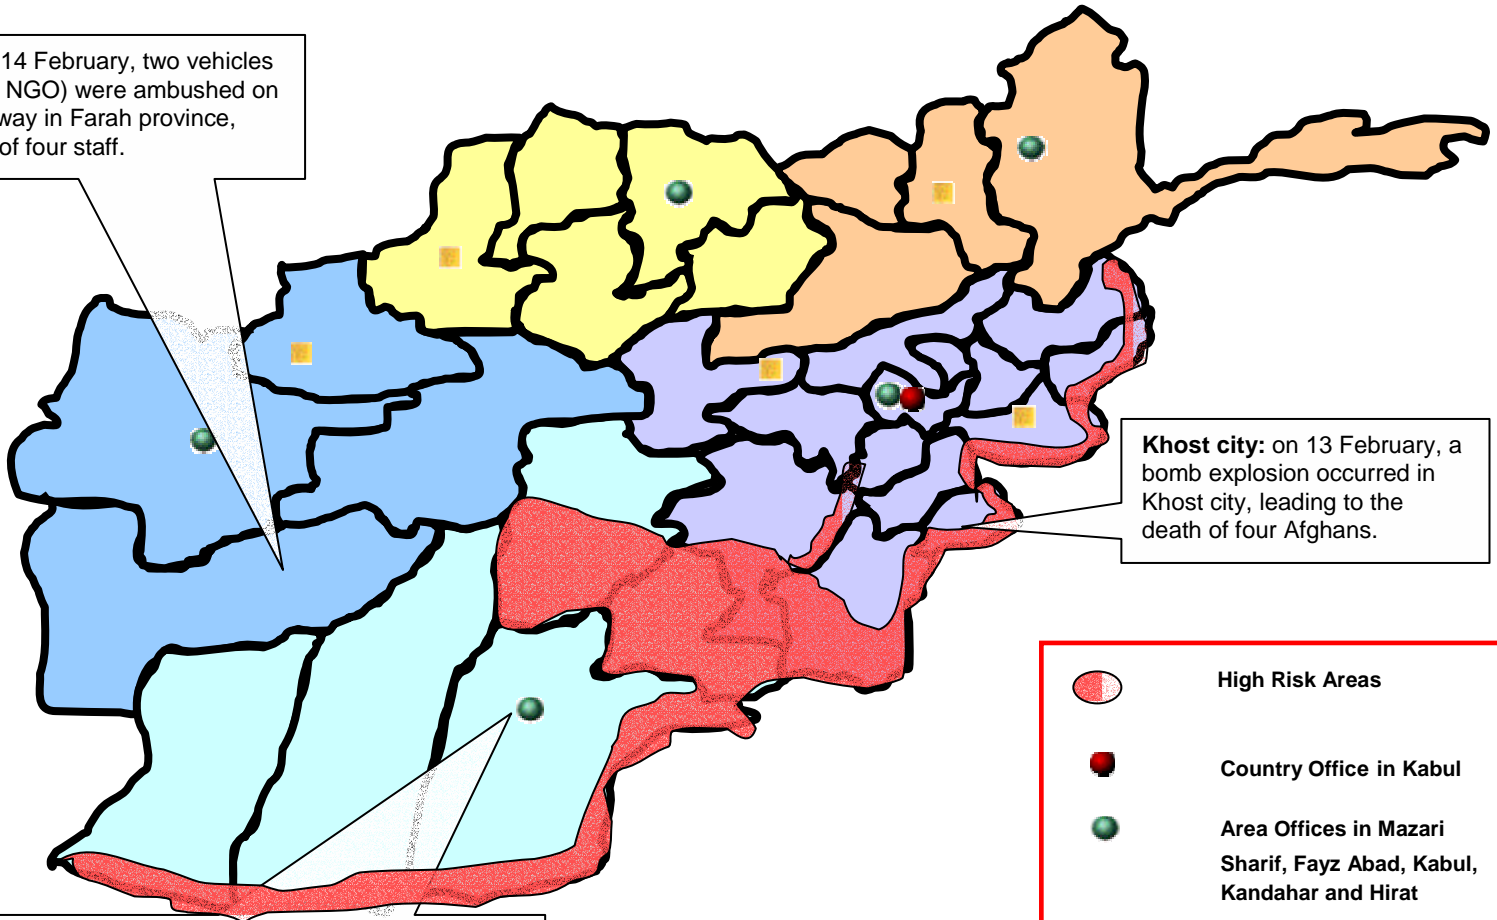 14 February, two vehicles
NGO) were ambushed on
way in Farah province,
of four staff.
Khost city: on 13 February, a
bomb explosion occurred in
Khost city, leading to the
death of four Afghans.
High Risk Areas
Country Office in Kabul
Area Offices in Mazari
Sharif, Fayz Abad, Kabul,
Kandahar and Hirat